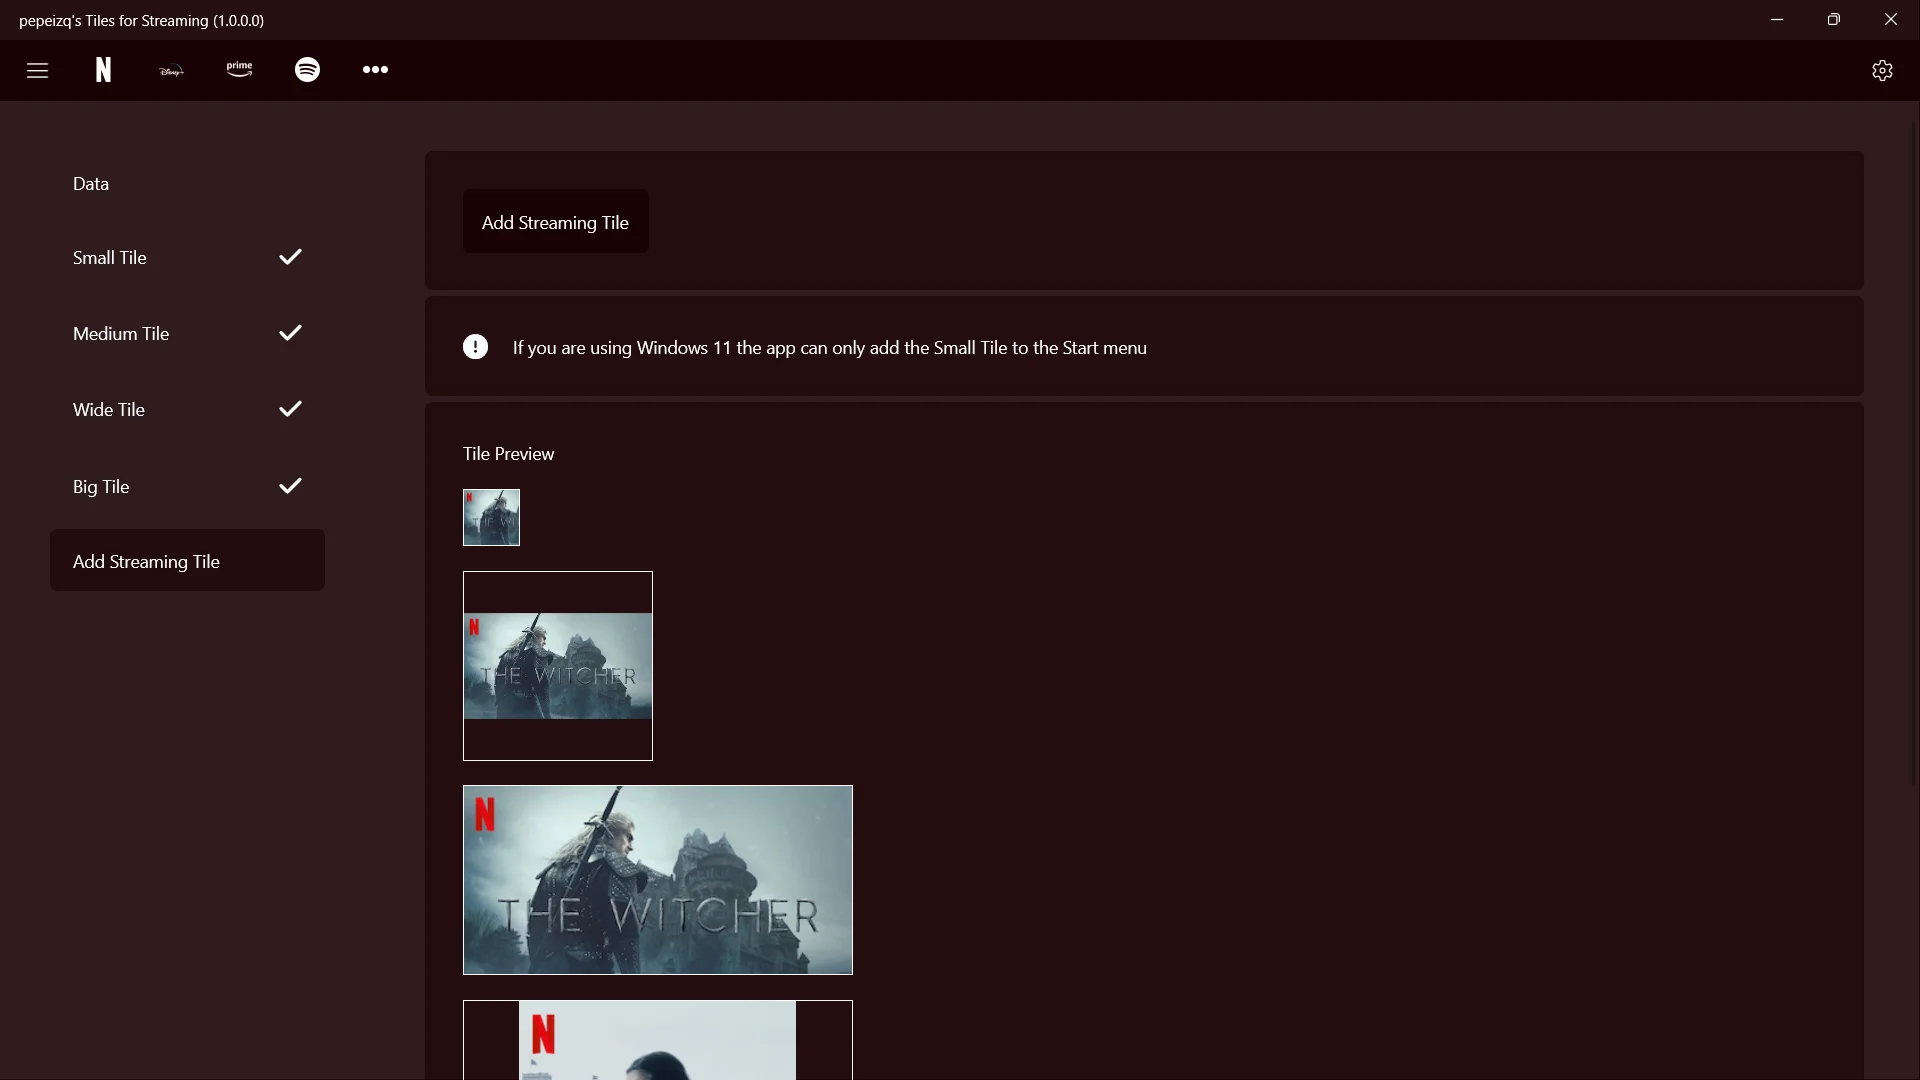 pepeizq's Tiles for Streaming (1.0.0.0)
N
Disney+
prime
Data
Small Tile
Medium Tile
Wide Tile
Big Tile
Add Streaming Tile
Add Streaming Tile
If you are using Windows 11 the app can only add the Small Tile to the Start menu
Tile Preview
N
THE WI
N
THE WITCHER
N
THE WITCHER
N